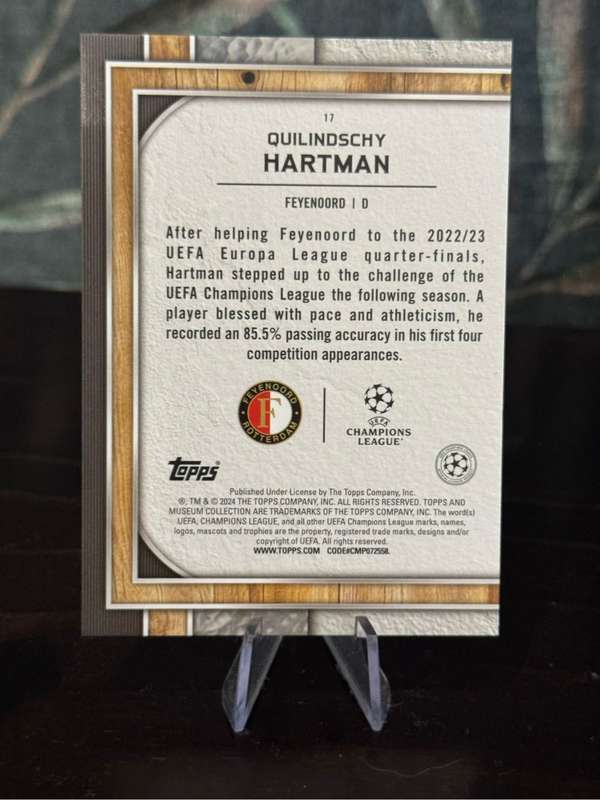 17
QUILINDSCHY
HARTMAN
FEYENOORD | D
After helping Feyenoord to the 2022/23
UEFA Europa League quarter-finals,
Hartman stepped up to the challenge of the
UEFA Champions League the following season. A
player blessed with pace and athleticism, he
recorded an 85.5% passing accuracy in his first four
competition appearances.
FEYENOORD
F
ROTTERDAM
UEFA
CHAMPIONS
LEAGUE
topps
Published Under License by The Topps Company, Inc.
®, TM & © 2024 THE TOPPS COMPANY, INC. ALL RIGHTS RESERVED. TOPPS AND
MUSEUM COLLECTION ARE TRADEMARKS OF THE TOPPS COMPANY, INC. The word(s)
UEFA, CHAMPIONS LEAGUE, and all other UEFA Champions League marks, names,
logos, mascots and trophies are the property, registered trade marks, designs and/or
copyright of UEFA. All rights reserved.
WWW.TOPPS.COM CODE#CMP072558.